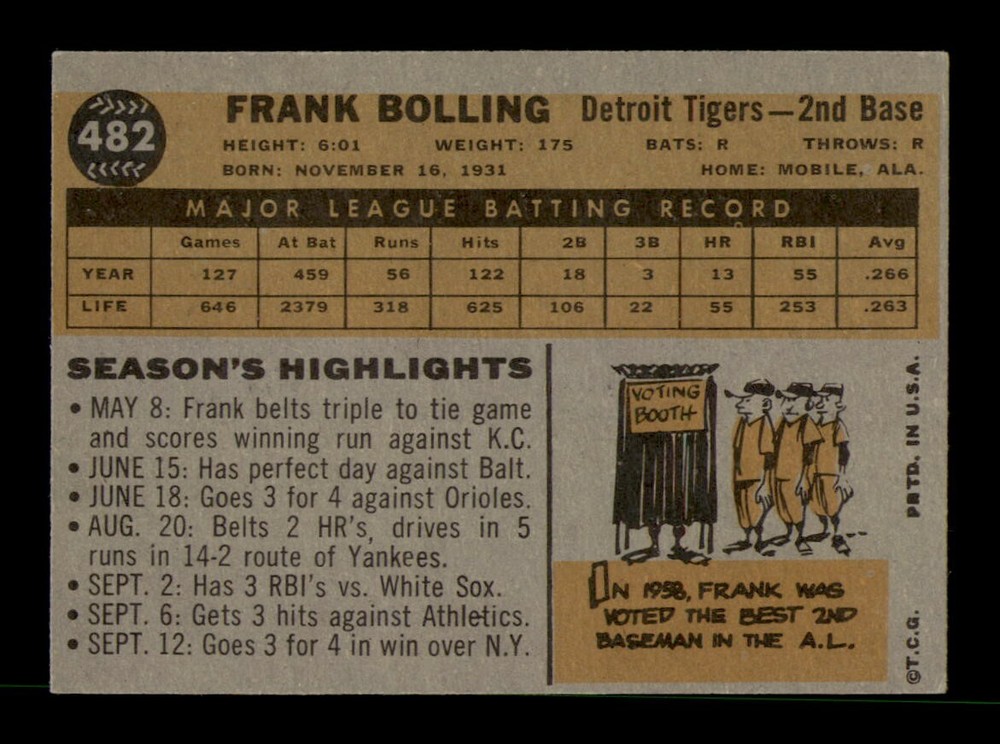 482
FRANK BOLLING Detroit Tigers—2nd Base
HEIGHT: 6:01 WEIGHT: 175 BATS: R THROWS: R
BORN: NOVEMBER 16, 1931 HOME: MOBILE, ALA.
MAJOR LEAGUE BATTING RECORD
Games At Bat Runs Hits 2B 3B HR RBI Avg
YEAR 127 459 56 122 18 3 13 55 .266
LIFE 646 2379 318 625 106 22 55 253 .263
SEASON'S HIGHLIGHTS
• MAY 8: Frank belts triple to tie game
and scores winning run against K.C.
• JUNE 15: Has perfect day against Balt.
• JUNE 18: Goes 3 for 4 against Orioles.
• AUG. 20: Belts 2 HR's, drives in 5
runs in 14-2 route of Yankees.
• SEPT. 2: Has 3 RBI's vs. White Sox.
• SEPT. 6: Gets 3 hits against Athletics.
• SEPT. 12: Goes 3 for 4 in win over N.Y.
VOTING
BOOTH
IN 1958, FRANK WAS
VOTED THE BEST 2ND
BASEMAN IN THE A.L.
PRTD. IN U.S.A.
©T.C.G.